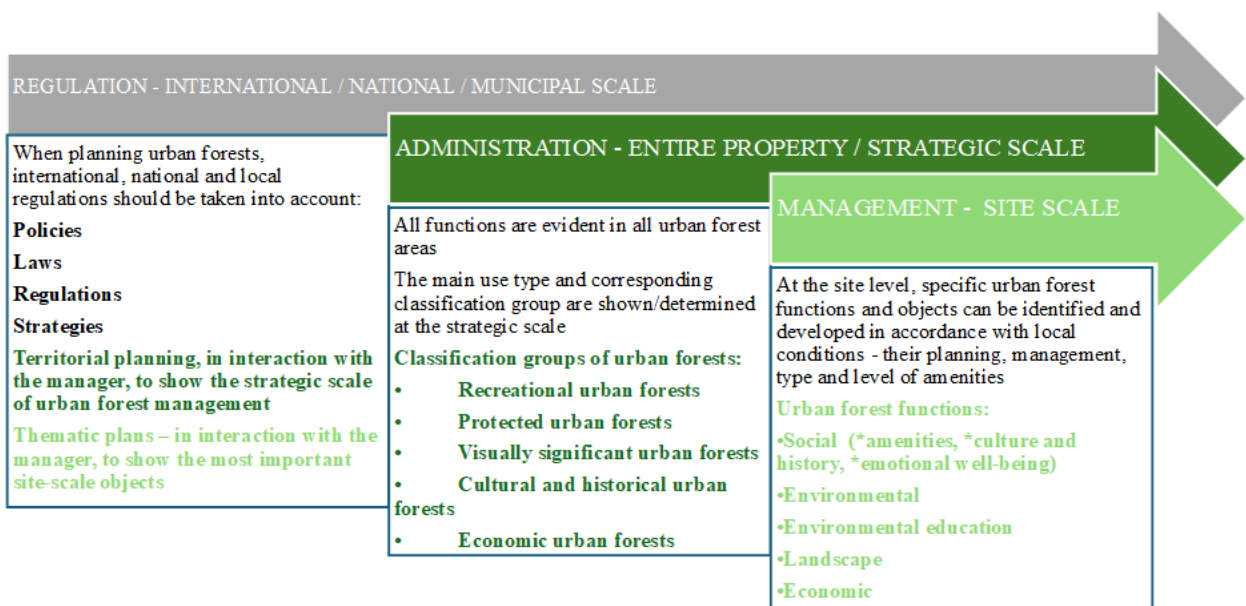 REGULATION - INTERNATIONAL / NATIONAL / MUNICIPAL SCALE
When planning urban forests,
international, national and local
regulations should be taken into account:
Policies
Laws
Regulations
Strategies
Territorial planning, in interaction with
the manager, to show the strategic scale
of urban forest management
Thematic plans – in interaction with the
manager, to show the most important
site-scale objects
ADMINISTRATION - ENTIRE PROPERTY / STRATEGIC SCALE
All functions are evident in all urban forest
areas
The main use type and corresponding
classification group are shown/determined
at the strategic scale
Classification groups of urban forests:
• Recreational urban forests
• Protected urban forests
• Visually significant urban forests
• Cultural and historical urban
forests
• Economic urban forests
MANAGEMENT - SITE SCALE
At the site level, specific urban forest
functions and objects can be identified and
developed in accordance with local
conditions - their planning, management,
type and level of amenities
Urban forest functions:
•Social (*amenities, *culture and
history, *emotional well-being)
•Environmental
•Environmental education
•Landscape
•Economic